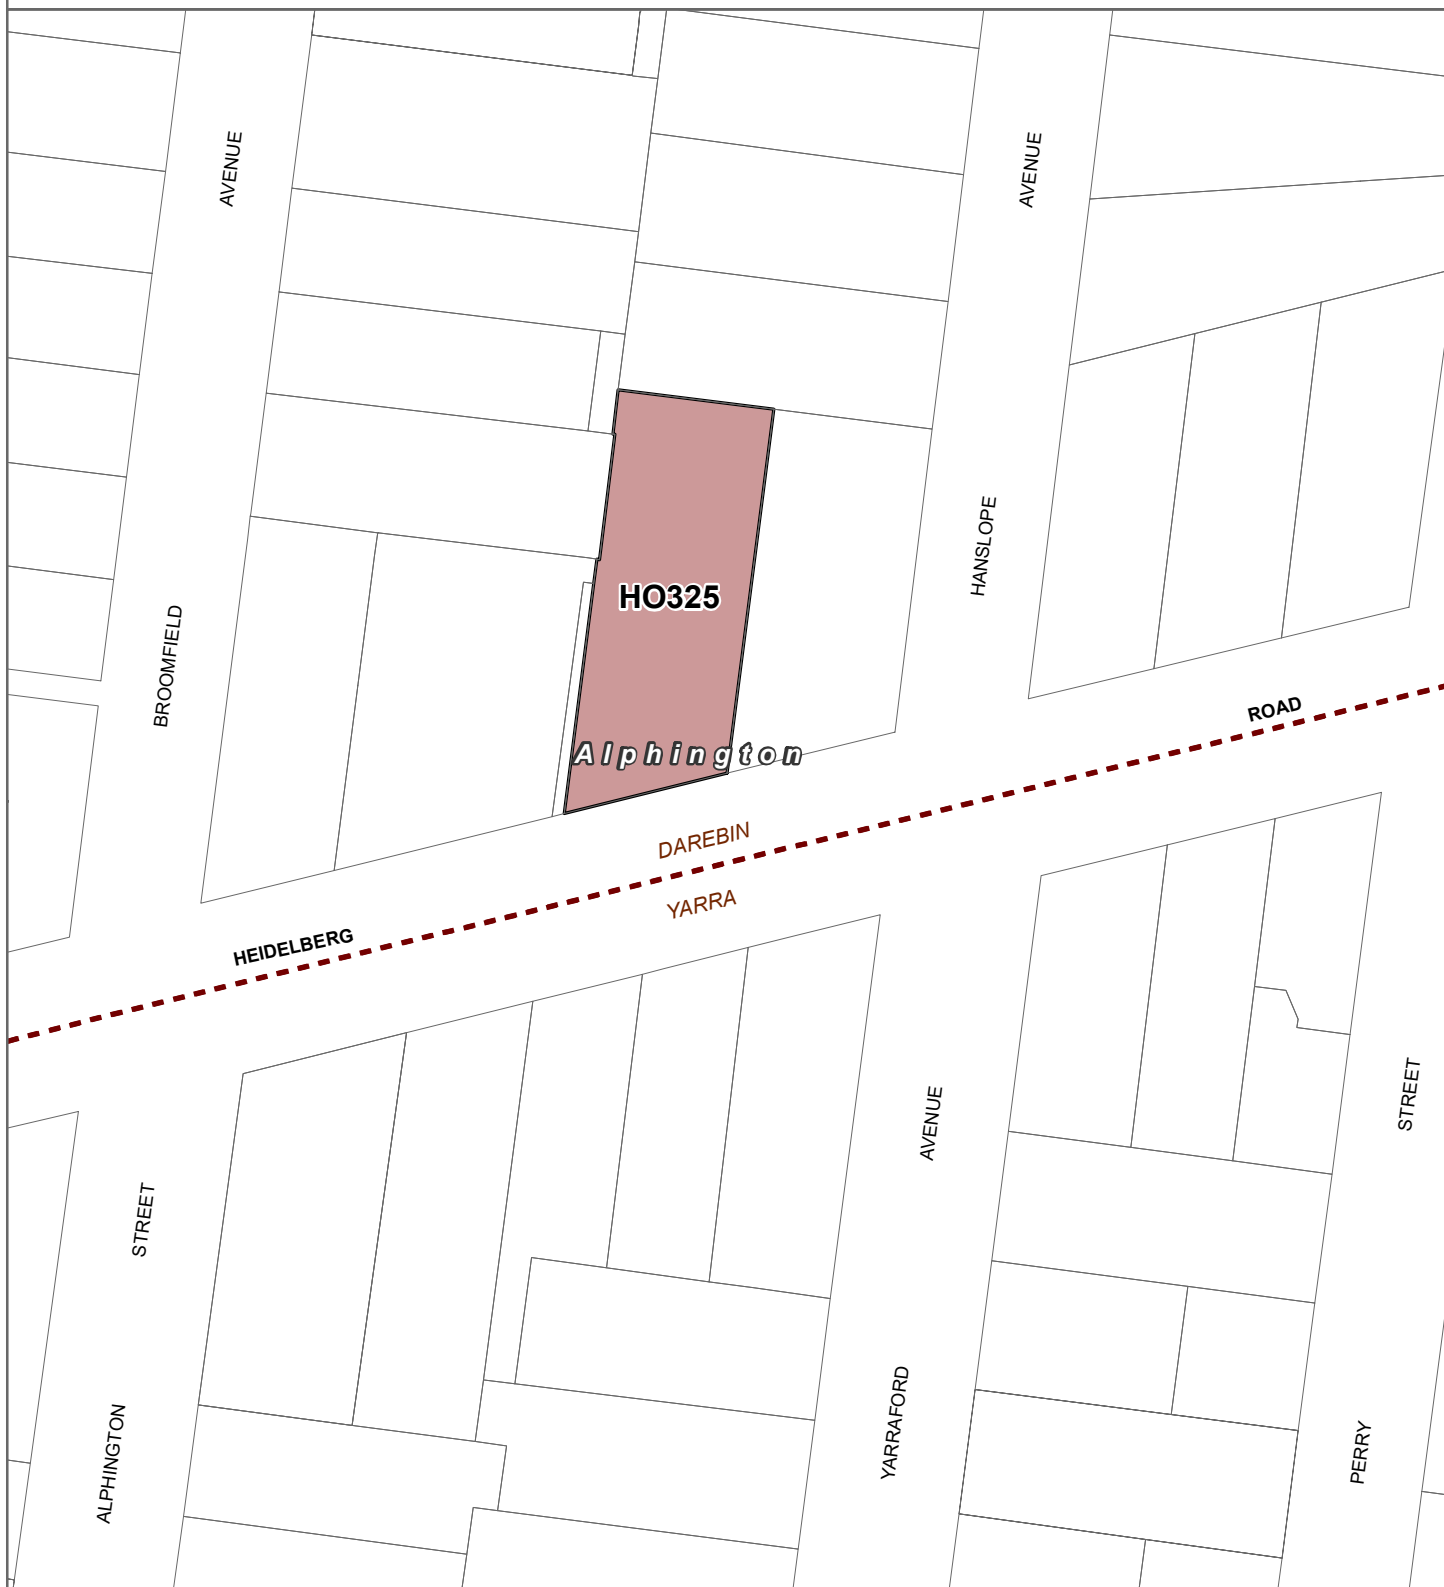 AVENUE
AVENUE
HANSLOPE
HO325
BROOMFIELD
ROAD
Alphington
DAREBIN
YARRA
HEIDELBERG
STREET
AVENUE
STREET
YARRAFORD
PERRY
ALPHINGTON